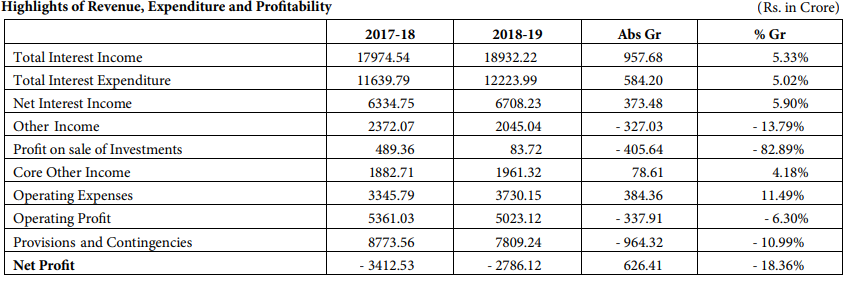 Highlights of Revenue, Expenditure and Profitability (Rs. in Crore)
2017-18 2018-19 Abs Gr % Gr
Total Interest Income 17974.54 18932.22 957.68 5.33%
Total Interest Expenditure 11639.79 12223.99 584.20 5.02%
Net Interest Income 6334.75 6708.23 373.48 5.90%
Other Income 2372.07 2045.04 - 327.03 - 13.79%
Profit on sale of Investments 489.36 83.72 - 405.64 - 82.89%
Core Other Income 1882.71 1961.32 78.61 4.18%
Operating Expenses 3345.79 3730.15 384.36 11.49%
Operating Profit 5361.03 5023.12 - 337.91 - 6.30%
Provisions and Contingencies 8773.56 7809.24 - 964.32 - 10.99%
Net Profit - 3412.53 - 2786.12 626.41 - 18.36%